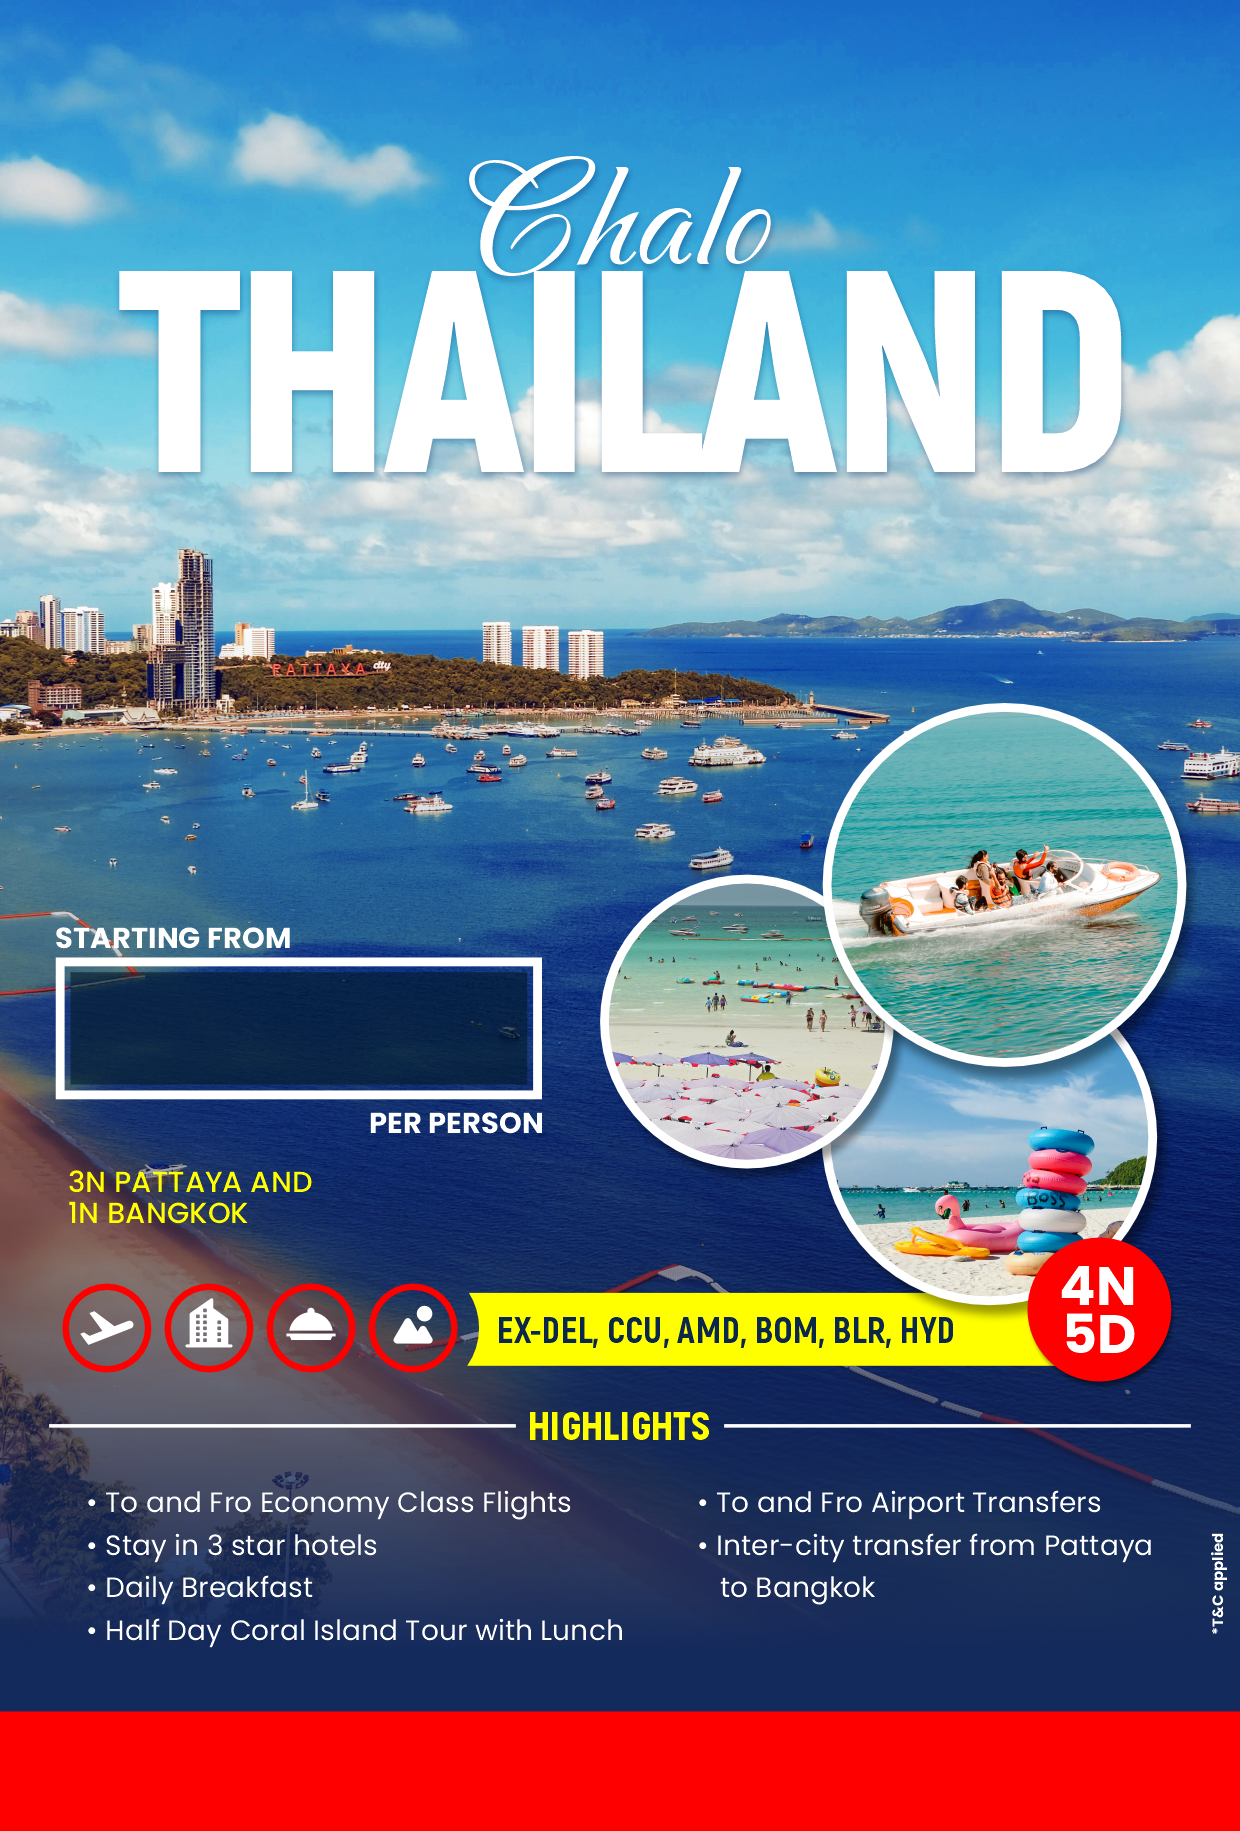 Chalo
THAILAND
PATTAYA city
STARTING FROM
PER PERSON
3N PATTAYA AND
1N BANGKOK
BOSS
4N
5D
EX-DEL, CCU, AMD, BOM, BLR, HYD
HIGHLIGHTS
• To and Fro Economy Class Flights
• Stay in 3 star hotels
• Daily Breakfast
• Half Day Coral Island Tour with Lunch
• To and Fro Airport Transfers
• Inter-city transfer from Pattaya
to Bangkok
*T&C applied